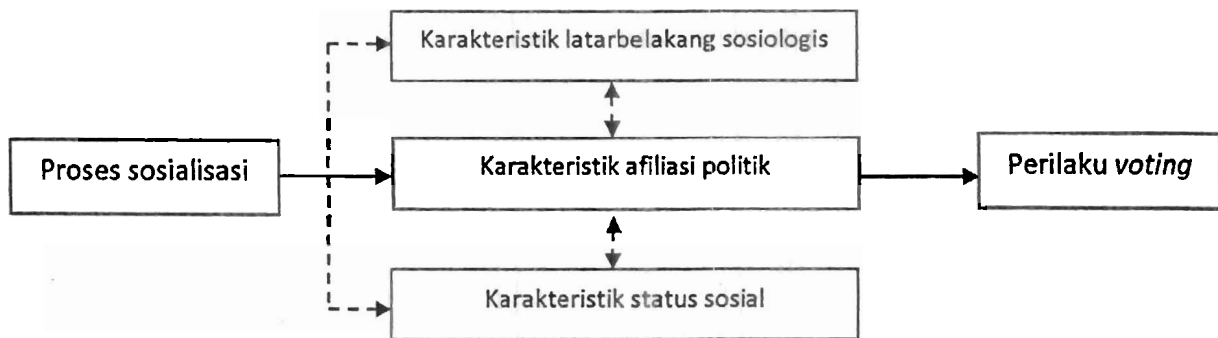 Karakteristik latarbelakang sosiologis
Proses sosialisasi
Karakteristik afiliasi politik
Perilaku voting
Karakteristik status sosial